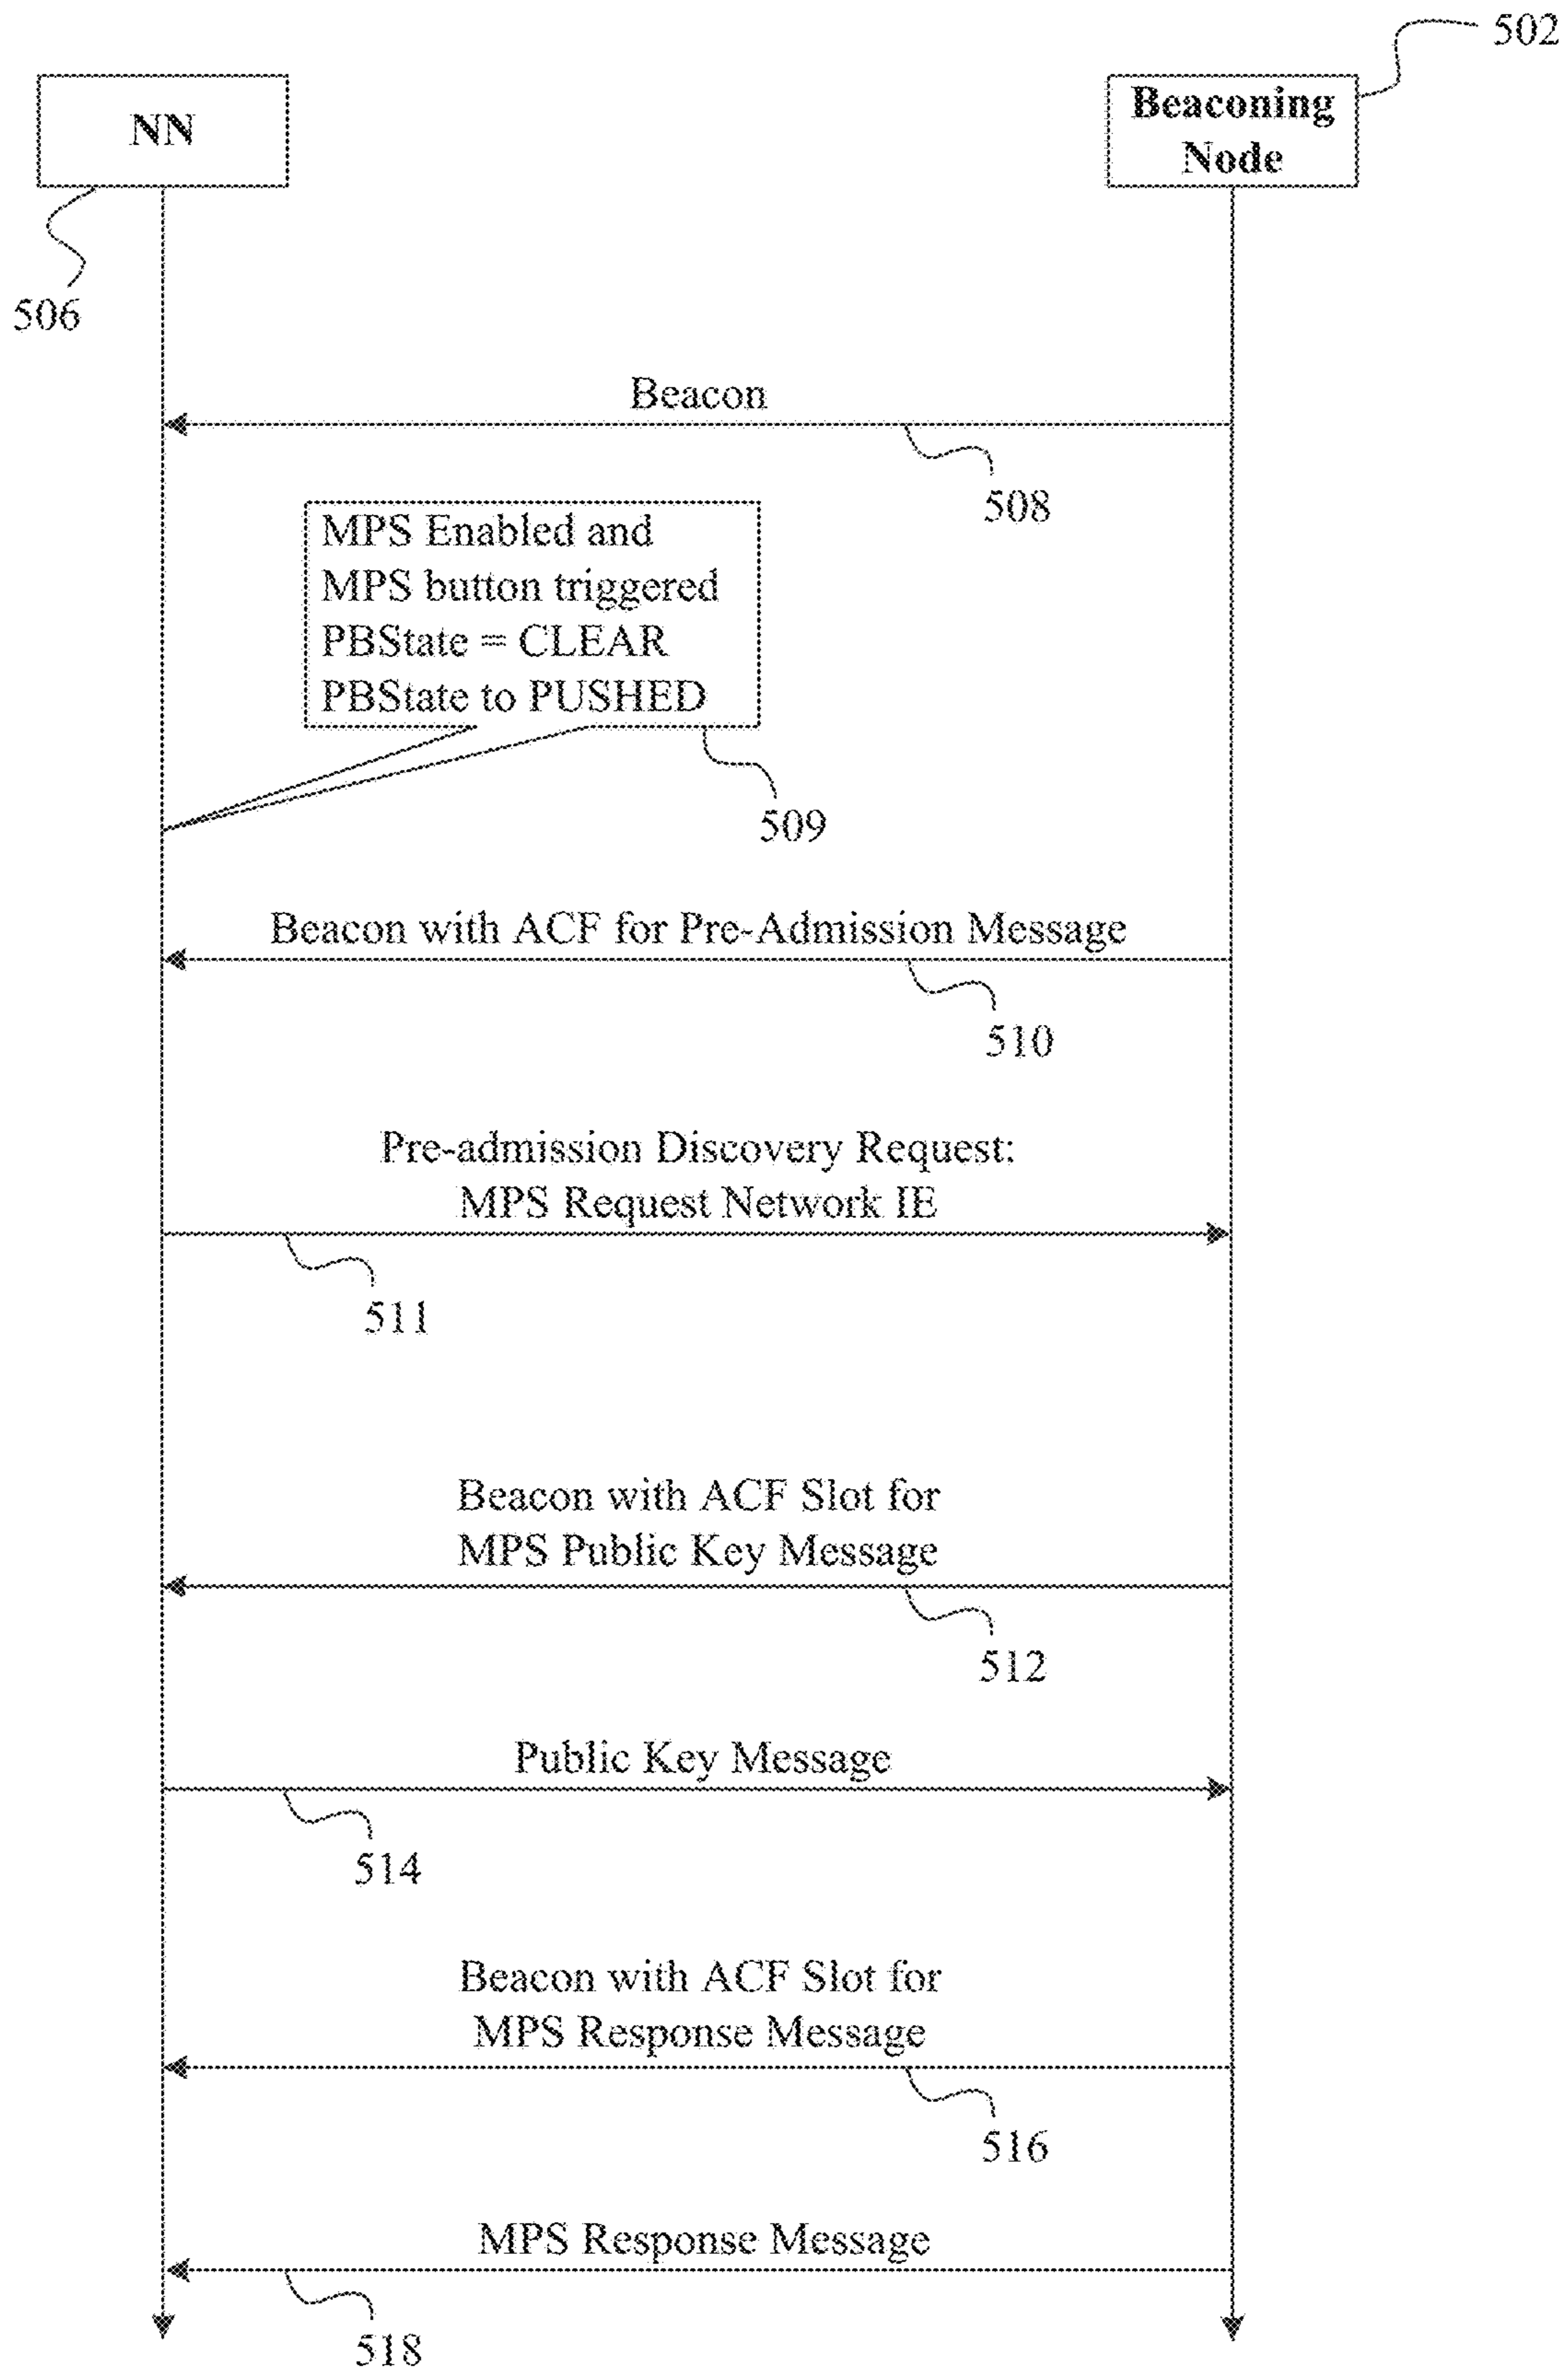 502
NN
Beaconing
Node
506
Beacon
508
MPS Enabled and
MPS button triggered
PBState = CLEAR
PBState to PUSHED
509
Beacon with ACF for Pre-Admission Message
510
Pre-admission Discovery Request:
MPS Request Network IE
511
Beacon with ACF Slot for
MPS Public Key Message
512
Public Key Message
514
Beacon with ACF Slot for
MPS Response Message
516
MPS Response Message
518